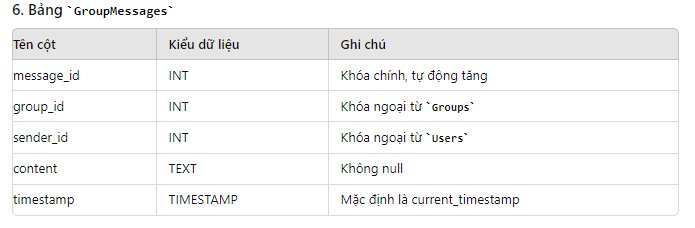 6. Bảng `GroupMessages`
Tên cột Kiểu dữ liệu Ghi chú
message_id INT Khóa chính, tự động tăng
group_id INT Khóa ngoại từ `Groups`
sender_id INT Khóa ngoại từ `Users`
content TEXT Không null
timestamp TIMESTAMP Mặc định là current_timestamp